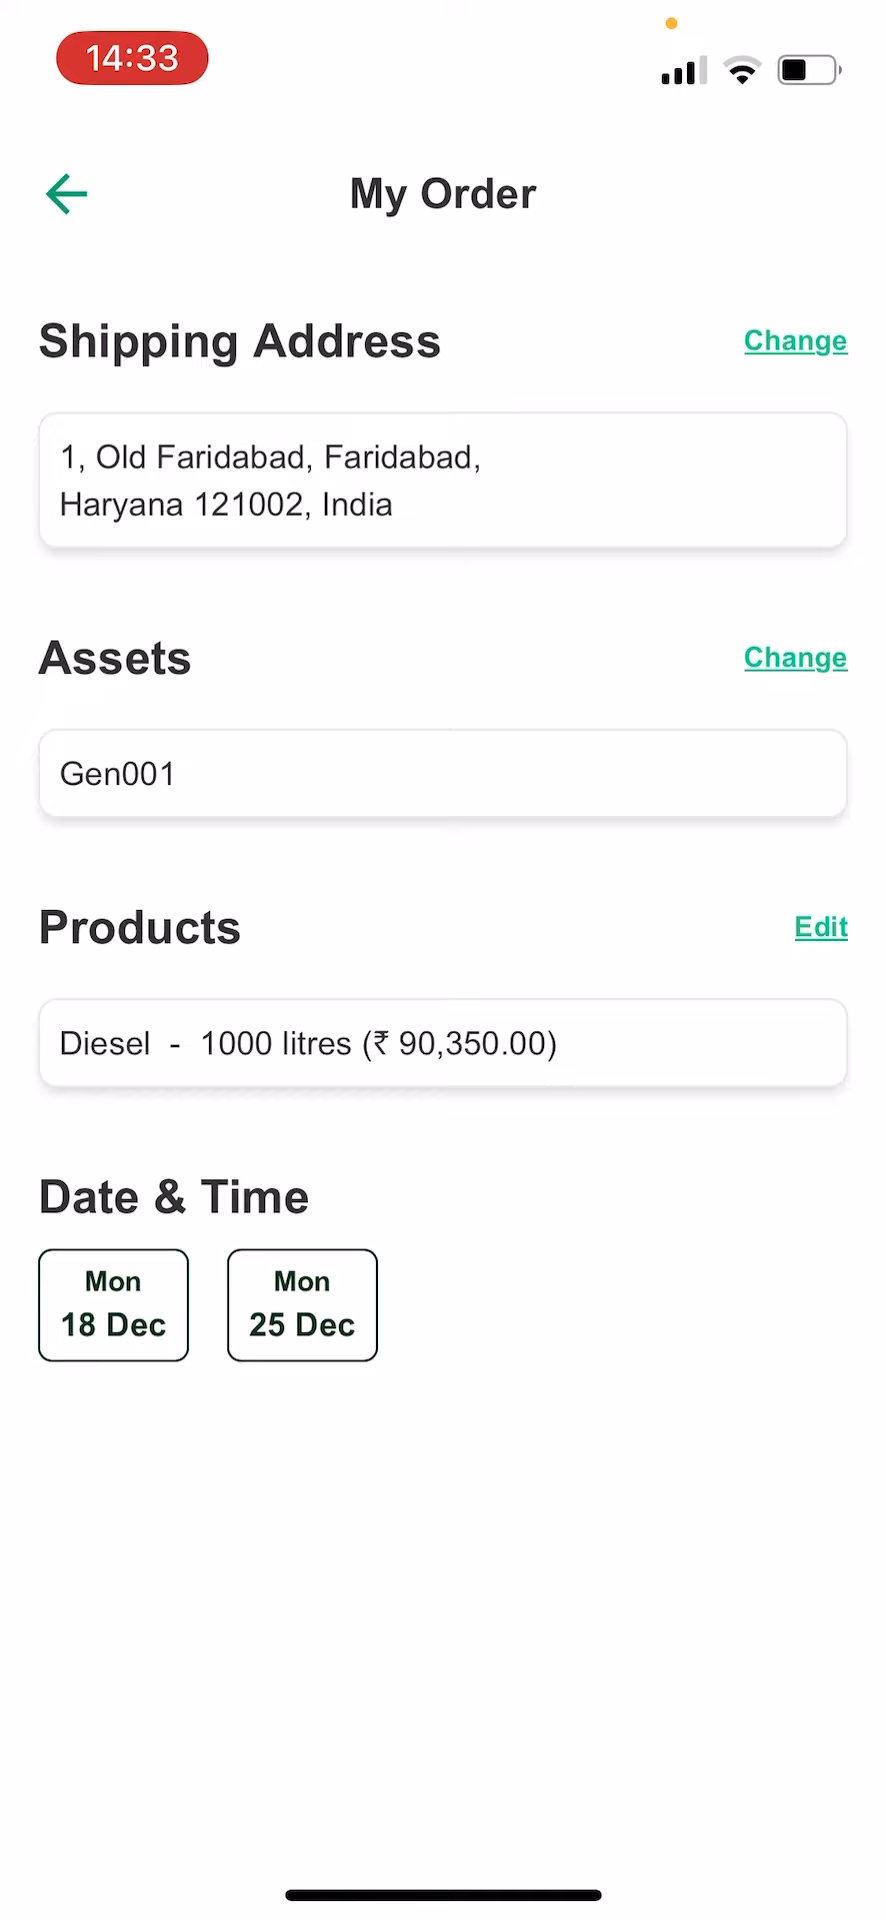 14:33
My Order
Shipping Address
Change
1, Old Faridabad, Faridabad,
Haryana 121002, India
Assets
Change
Gen001
Products
Edit
Diesel - 1000 litres (₹ 90,350.00)
Date & Time
Mon
18 Dec
Mon
25 Dec